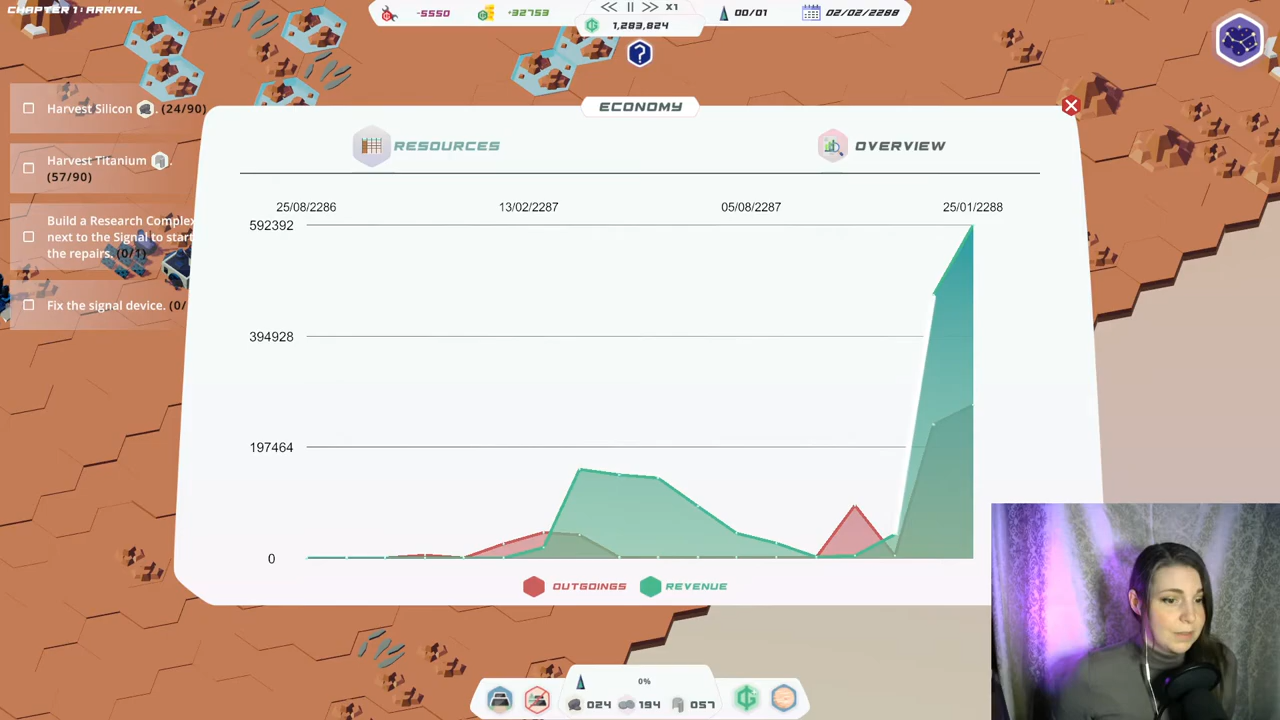 CHAPTER 1: ARRIVAL
-5550
+32753
X1
1,283,824
00/01
02/02/2288
?
Harvest Silicon . (24/90)
Harvest Titanium .
(57/90)
Build a Research Complex
next to the Signal to start
the repairs. (0/1)
Fix the signal device. (0/
ECONOMY
RESOURCES
OVERVIEW
25/08/2286
13/02/2287
05/08/2287
25/01/2288
592392
394928
197464
0
OUTGOINGS
REVENUE
0%
024
194
057